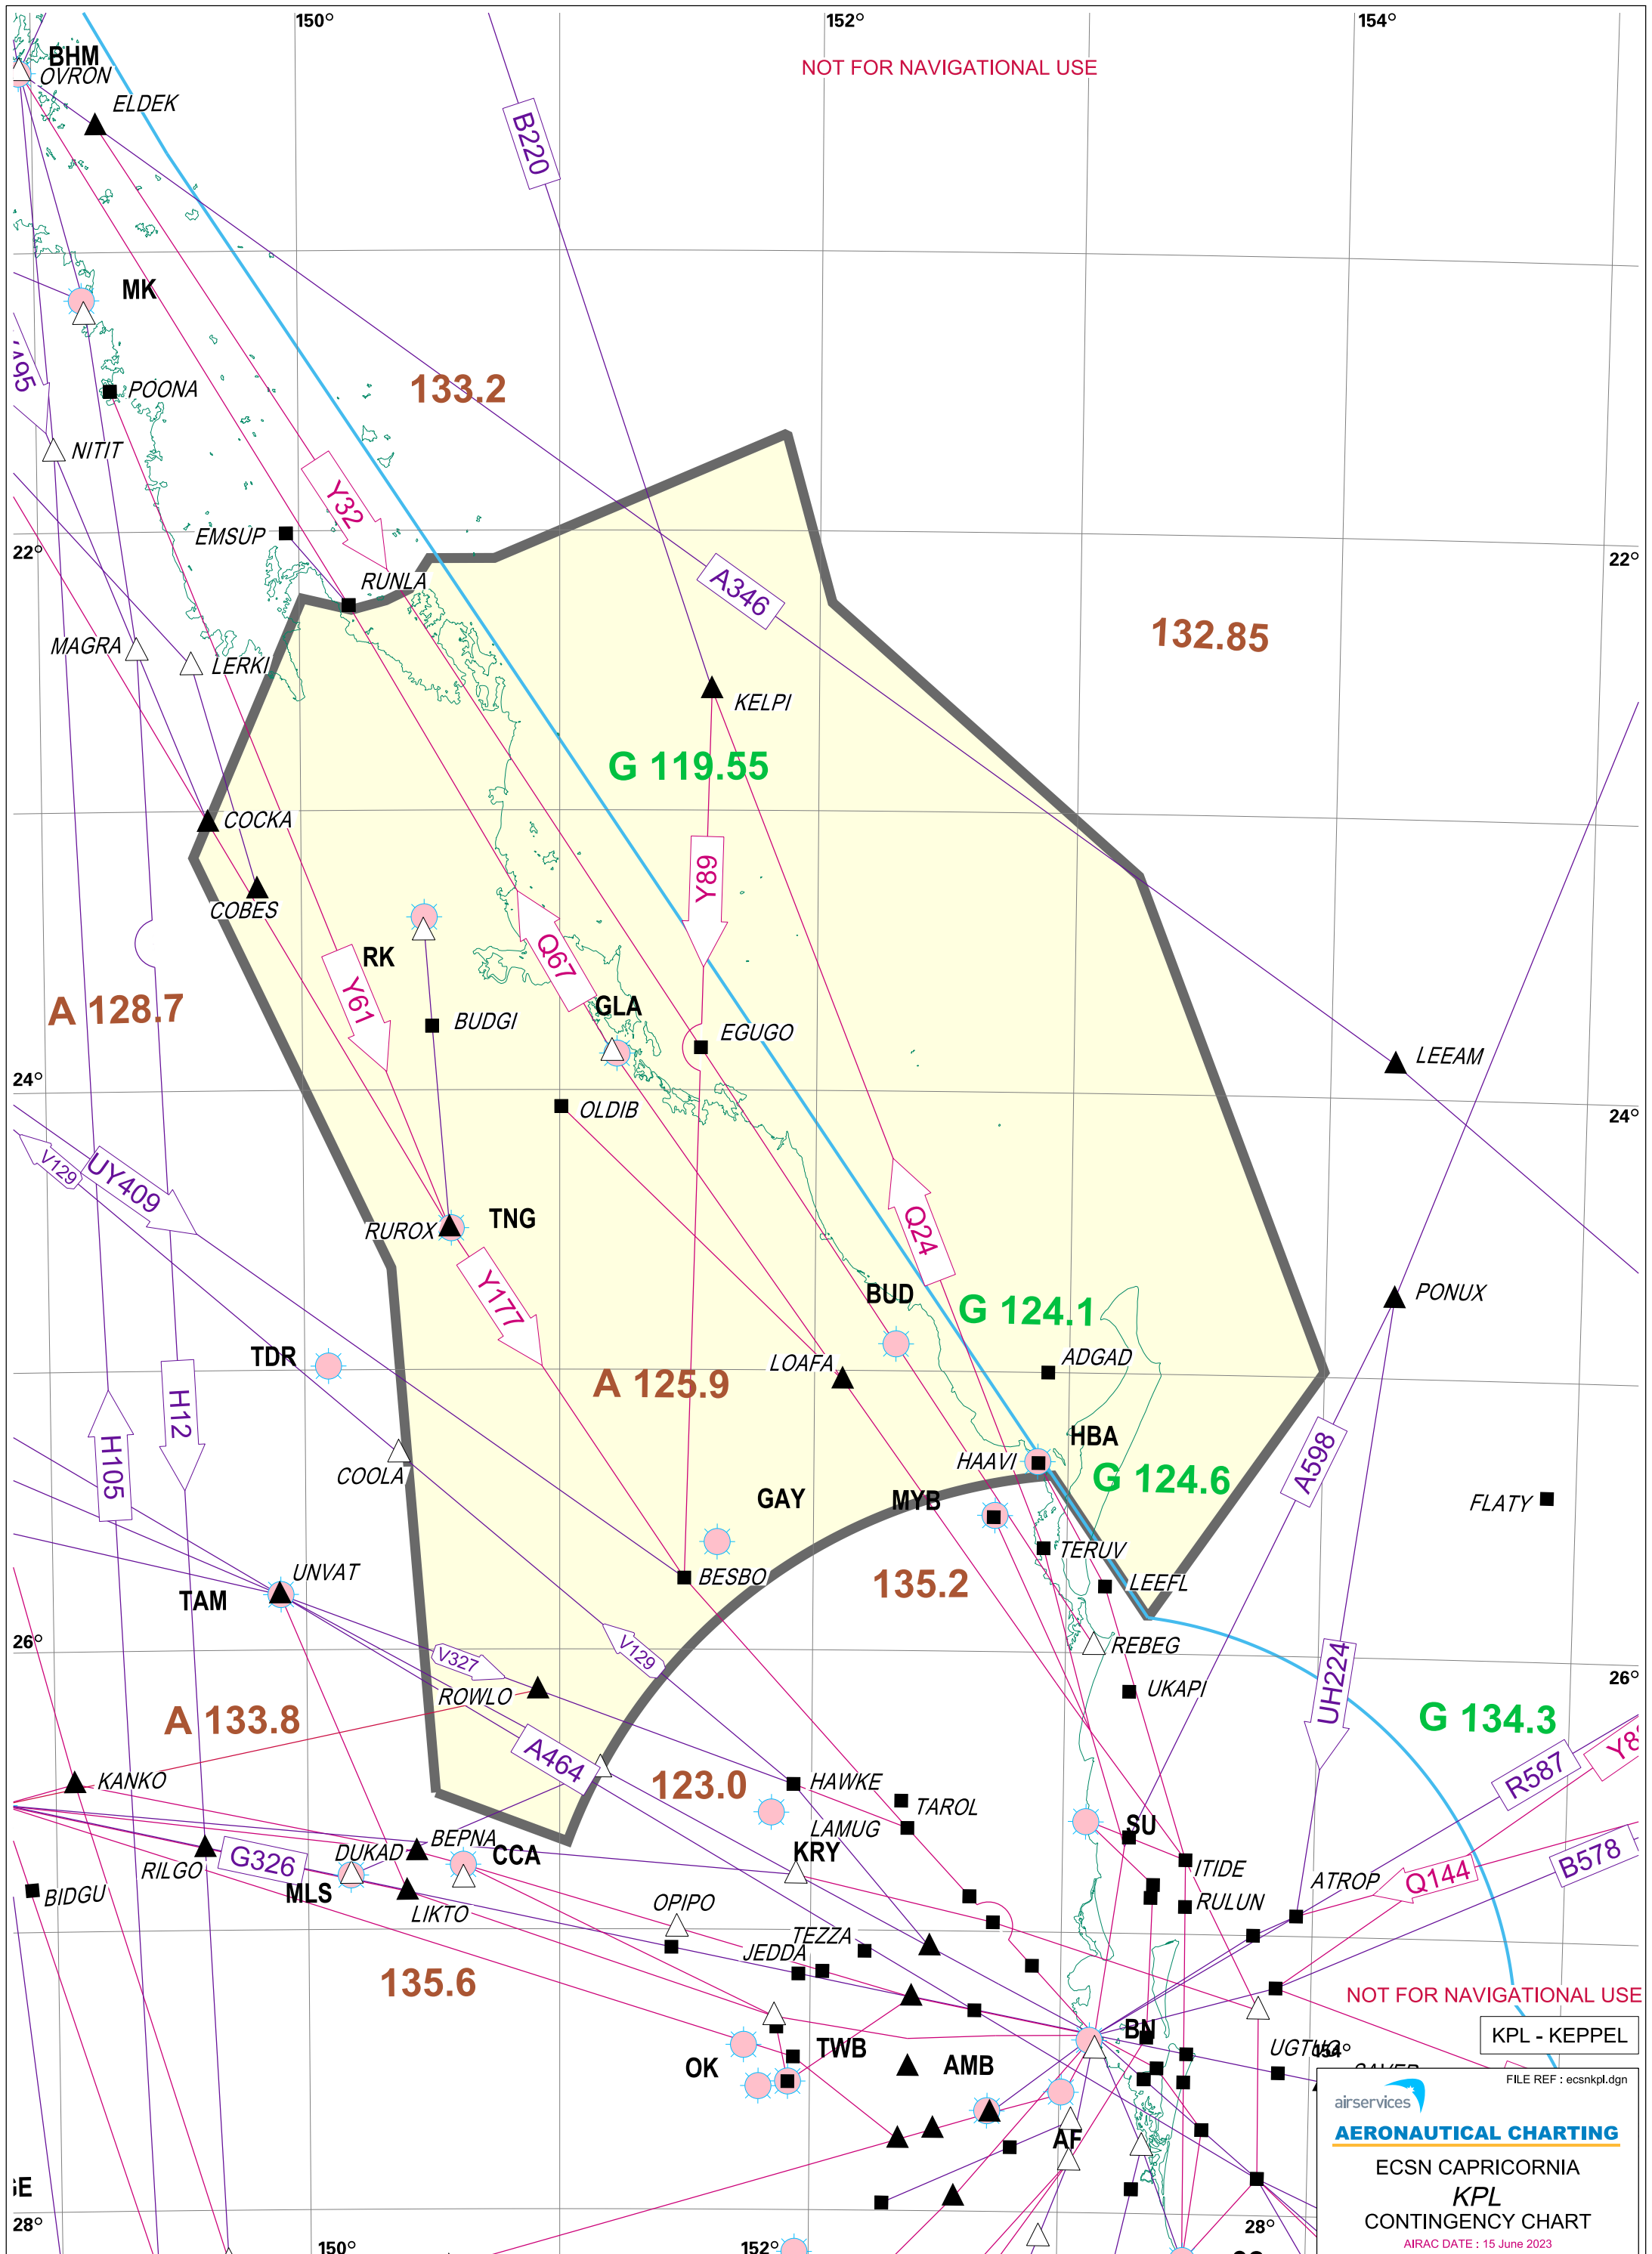 150°
152°
154°
BHM
OVRON
NOT FOR NAVIGATIONAL USE
ELDEK
B220
MK
POONA
133.2
NITIT
Y32
EMSUP
22°
22°
RUNLA
A346
132.85
MAGRA
LERKI
KELPI
G 119.55
COCKA
Y89
COBES
RK
Q67
Y61
GLA
A 128.7
BUDGI
EGUGO
LEEAM
24°
OLDIB
24°
V129
UY409
RUROX
TNG
Q24
Y177
BUD
G 124.1
PONUX
TDR
LOAFA
ADGAD
A 125.9
H12
HBA
H105
COOLA
HAAVI
A598
G 124.6
GAY
MYB
FLATY
TERUV
UNVAT
BESBO
135.2
LEEFL
TAM
26°
V129
REBEG
V327
26°
ROWLO
UKAPI
UH224
A 133.8
G 134.3
A464
KANKO
123.0
HAWKE
R587
TAROL
LAMUG
SU
BEPNA
DUKAD
CCA
KRY
RILGO
G326
ITIDE
B578
MLS
ATROP
Q144
BIDGU
LIKTO
OPIPO
RULUN
TEZZA
JEDDA
135.6
NOT FOR NAVIGATIONAL USE
BN
KPL - KEPPEL
TWB
OK
AMB
154°
FILE REF : ecsnkpl.dgn
airservices
AERONAUTICAL CHARTING
AF
ECSN CAPRICORNIA
KPL
CONTINGENCY CHART
28°
28°
AIRAC DATE : 15 June 2023
150°
152°